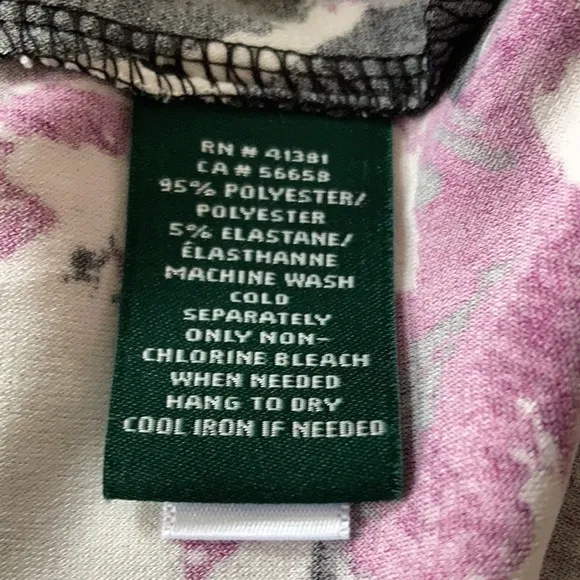 RN # 41381
CA # 56658
95% POLYESTER/
POLYESTER
5% ELASTANE/
ÉLASTHANNE
MACHINE WASH
COLD
SEPARATELY
ONLY NON-
CHLORINE BLEACH
WHEN NEEDED
HANG TO DRY
COOL IRON IF NEEDED